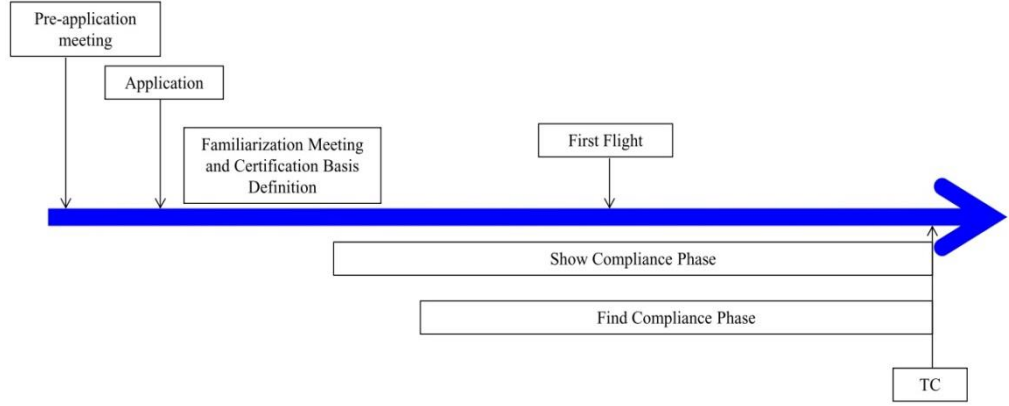 Pre-application
meeting
Application
Familiarization Meeting
and Certification Basis
Definition
First Flight
Show Compliance Phase
Find Compliance Phase
TC